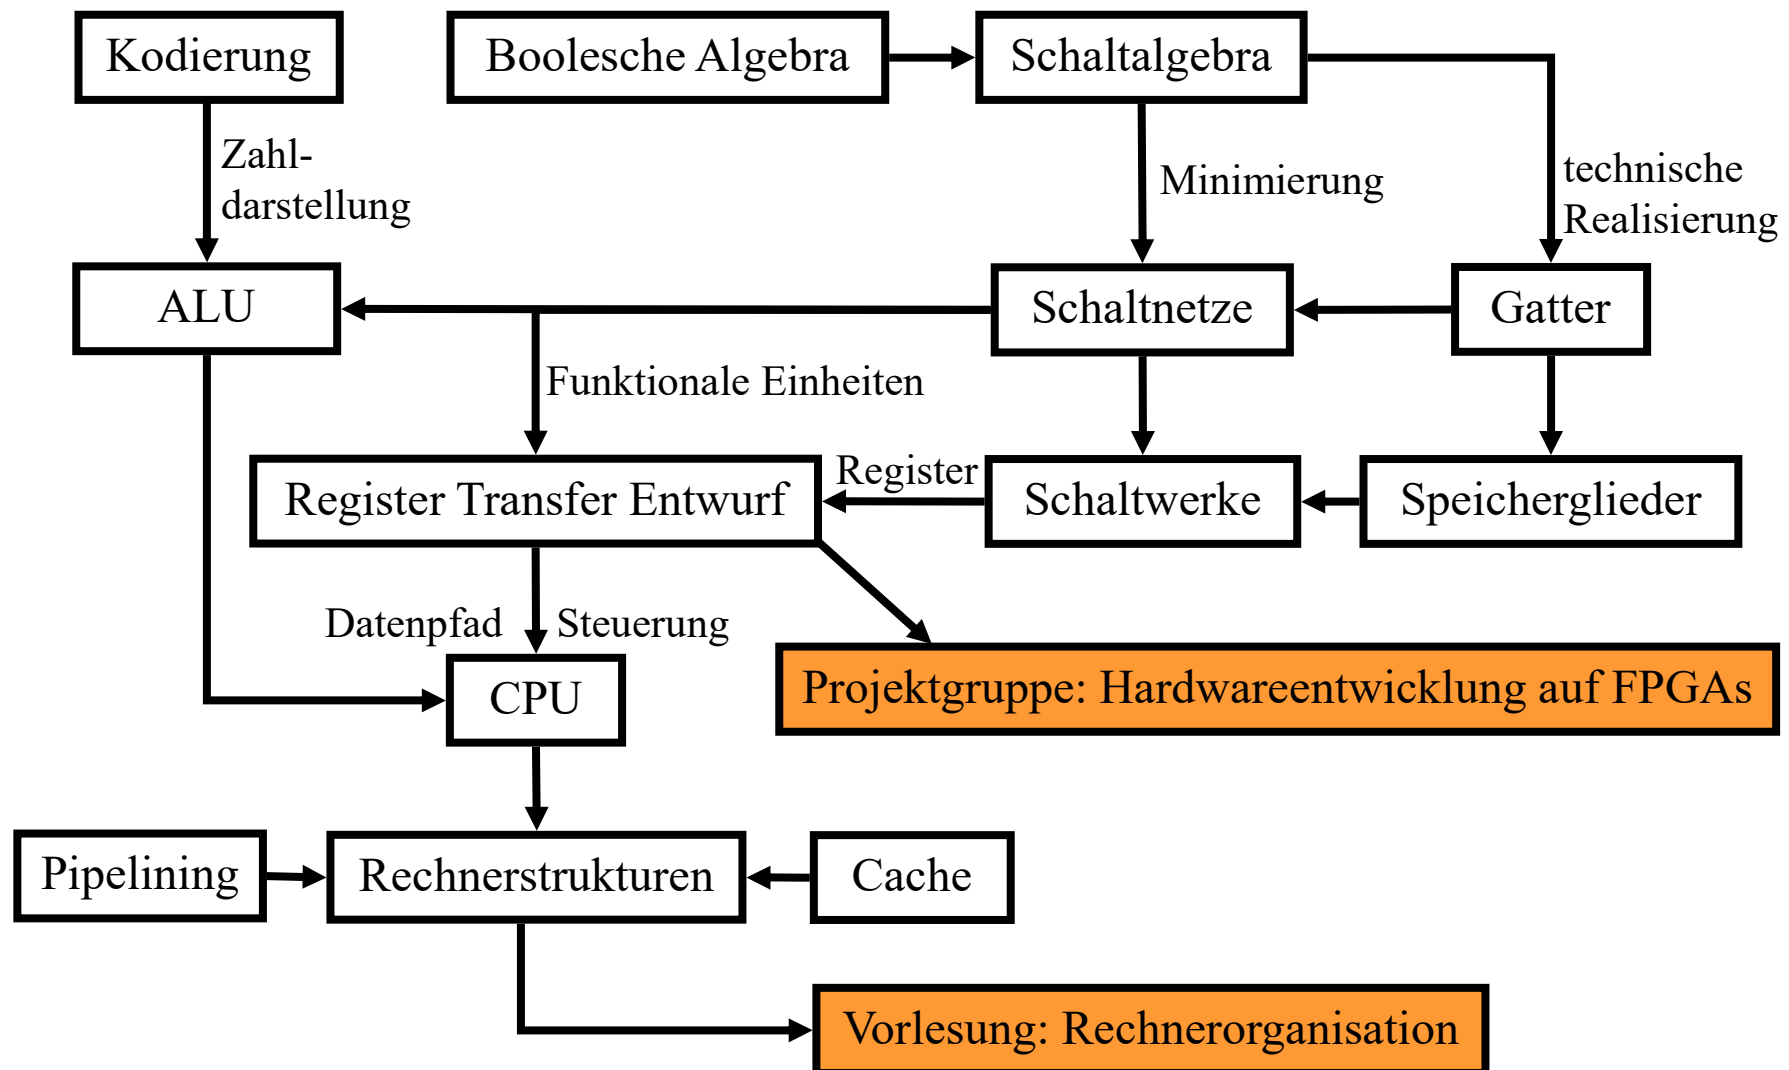 Kodierung
Boolesche Algebra
Schaltalgebra
Zahl-
darstellung
Minimierung
technische
Realisierung
ALU
Schaltnetze
Gatter
Funktionale Einheiten
Register Transfer Entwurf
Register
Schaltwerke
Speicherglieder
Datenpfad
Steuerung
CPU
Projektgruppe: Hardwareentwicklung auf FPGAs
Pipelining
Rechnerstrukturen
Cache
Vorlesung: Rechnerorganisation